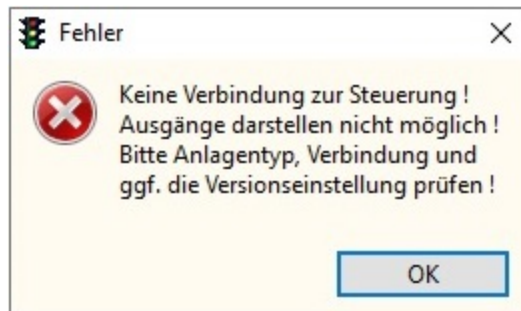 Fehler
Keine Verbindung zur Steuerung !
Ausgänge darstellen nicht möglich !
Bitte Anlagentyp, Verbindung und
ggf. die Versionseinstellung prüfen !
OK